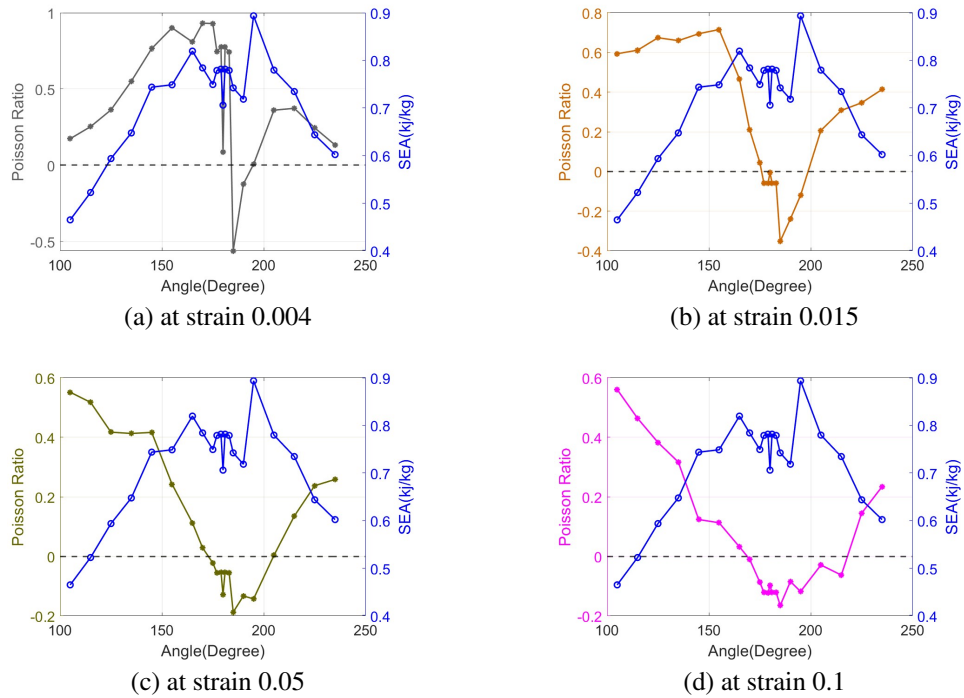 1
0.5
0
-0.5
Poisson Ratio
0.9
0.8
0.7
0.6
0.5
0.4
SEA(kj/kg)
100 150 200 250
Angle(Degree)
(a) at strain 0.004
0.8
0.6
0.4
0.2
0
-0.2
-0.4
Poisson Ratio
0.9
0.8
0.7
0.6
0.5
0.4
SEA(kj/kg)
100 150 200 250
Angle(Degree)
(b) at strain 0.015
0.6
0.4
0.2
0
-0.2
Poisson Ratio
0.9
0.8
0.7
0.6
0.5
0.4
SEA(kj/kg)
100 150 200 250
Angle(Degree)
(c) at strain 0.05
0.6
0.4
0.2
0
-0.2
Poisson Ratio
0.9
0.8
0.7
0.6
0.5
0.4
SEA(kj/kg)
100 150 200 250
Angle(Degree)
(d) at strain 0.1